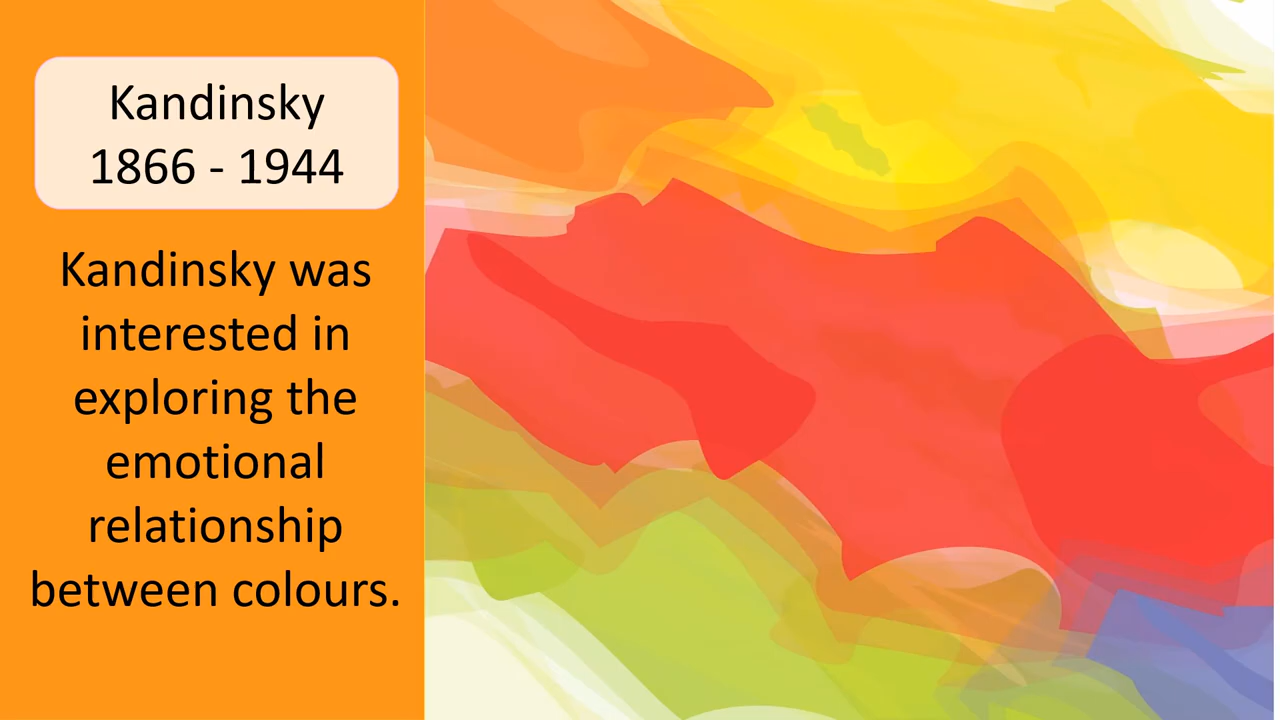 Kandinsky
1866 - 1944
Kandinsky was
interested in
exploring the
emotional
relationship
between colours.